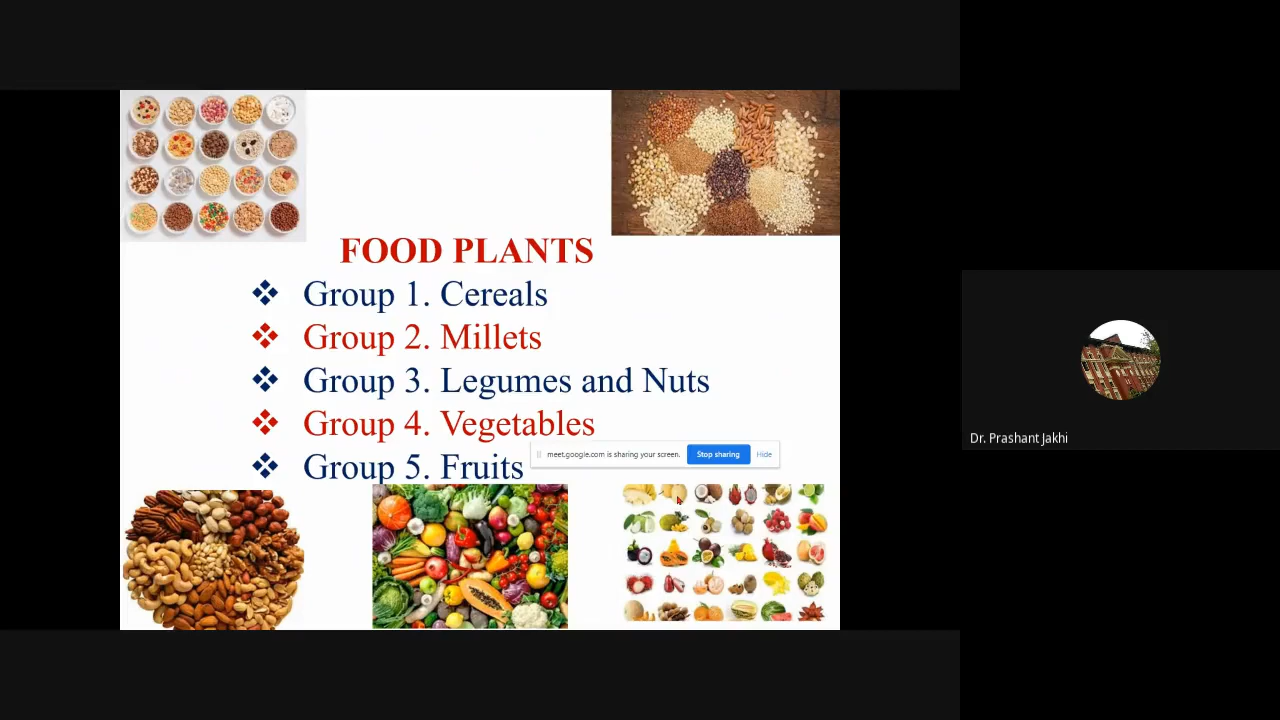 FOOD PLANTS
❖ Group 1. Cereals
❖ Group 2. Millets
❖ Group 3. Legumes and Nuts
❖ Group 4. Vegetables
meet.google.com is sharing your screen. Stop sharing Hide
❖ Group 5. Fruits
Dr. Prashant Jakhi